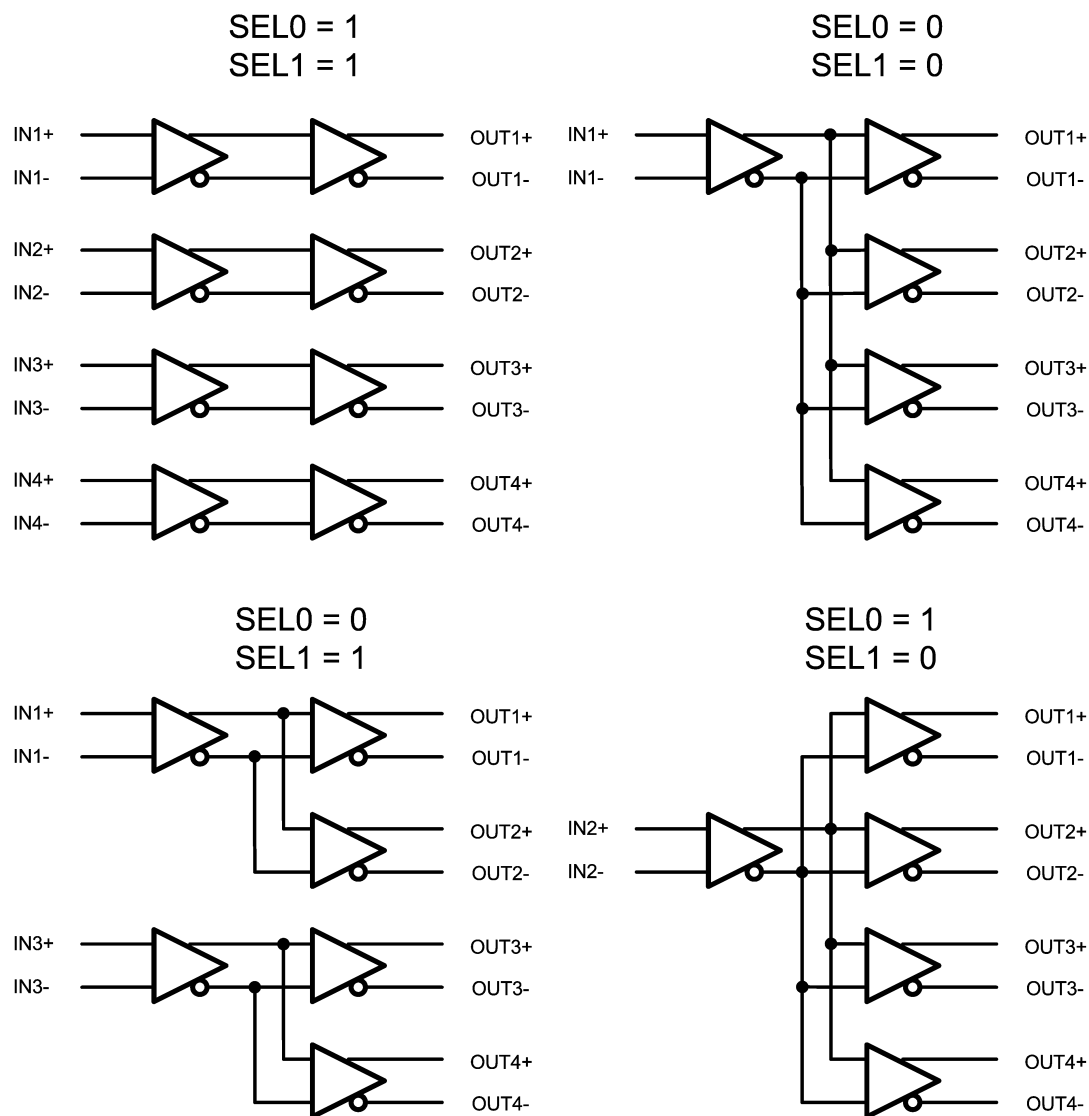 SEL0 = 1
SEL1 = 1
IN1+
OUT1+
IN1-
OUT1-
IN2+
OUT2+
IN2-
OUT2-
IN3+
OUT3+
IN3-
OUT3-
IN4+
OUT4+
IN4-
OUT4-
SEL0 = 0
SEL1 = 0
IN1+
OUT1+
IN1-
OUT1-
OUT2+
OUT2-
OUT3+
OUT3-
OUT4+
OUT4-
SEL0 = 0
SEL1 = 1
IN1+
OUT1+
IN1-
OUT1-
OUT2+
OUT2-
IN3+
OUT3+
IN3-
OUT3-
OUT4+
OUT4-
SEL0 = 1
SEL1 = 0
OUT1+
OUT1-
IN2+
OUT2+
IN2-
OUT2-
OUT3+
OUT3-
OUT4+
OUT4-